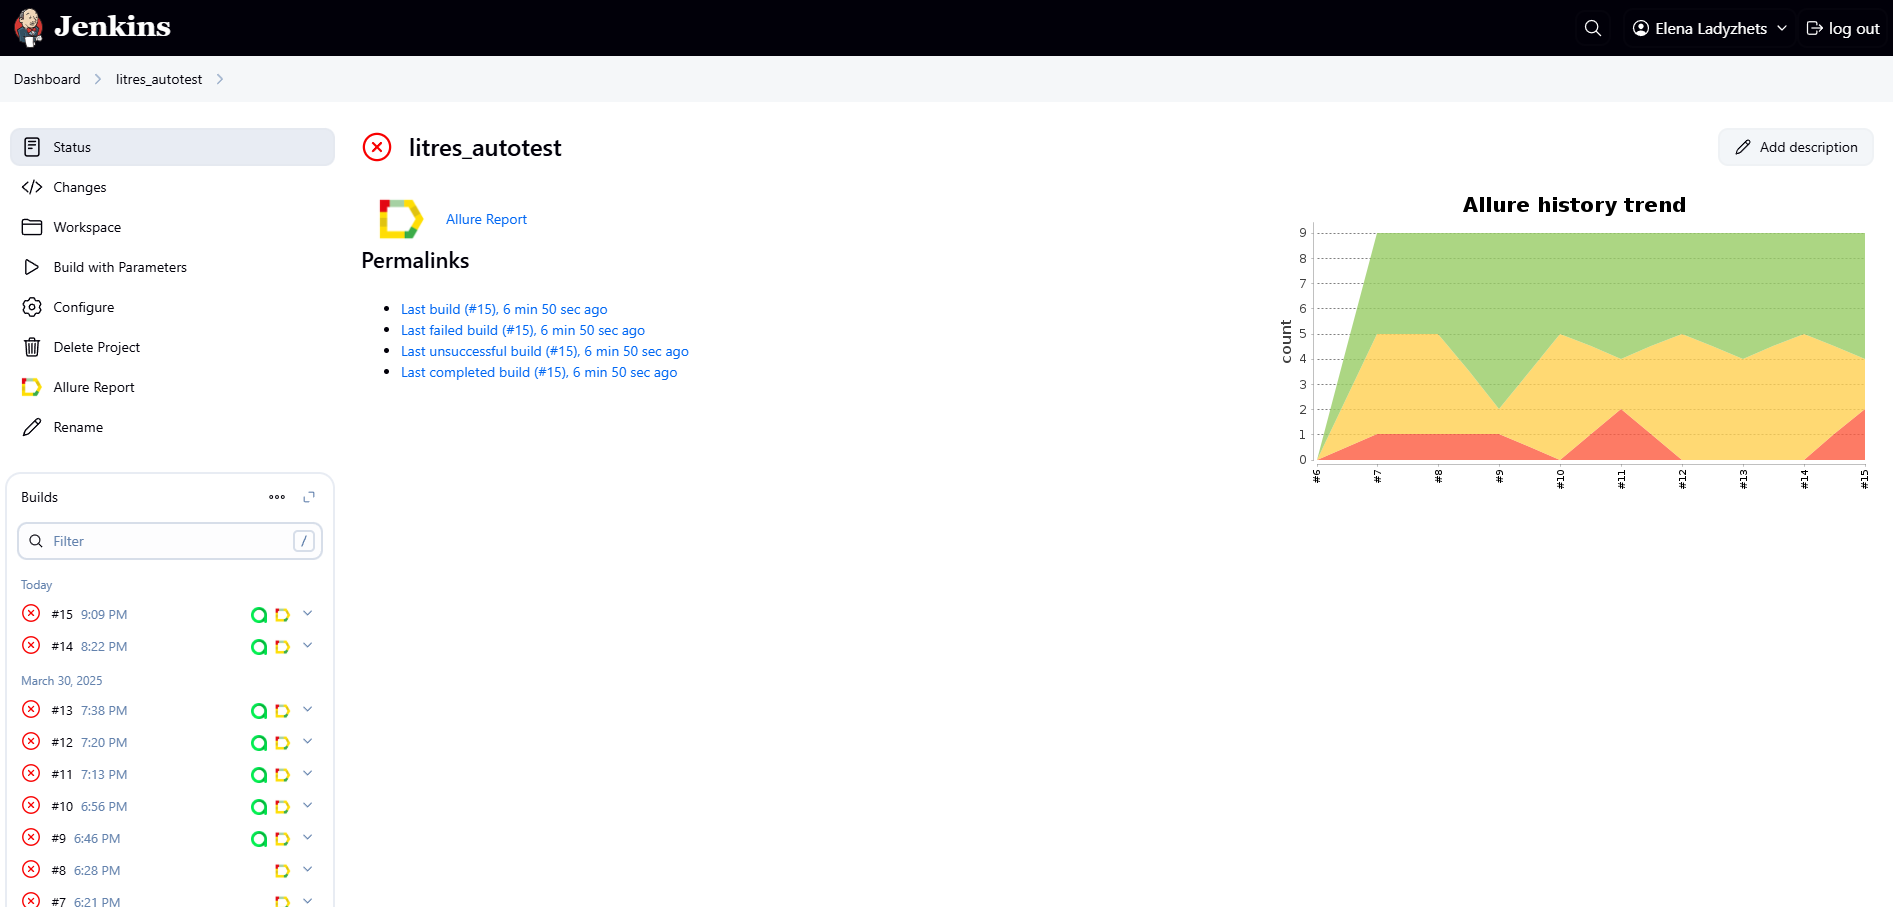 Jenkins
Elena Ladyzhets
log out
Dashboard
litres_autotest
Status
Changes
Workspace
Build with Parameters
Configure
Delete Project
Allure Report
Rename
Builds
Filter
/
Today
#15 9:09 PM
#14 8:22 PM
March 30, 2025
#13 7:38 PM
#12 7:20 PM
#11 7:13 PM
#10 6:56 PM
#9 6:46 PM
#8 6:28 PM
#7 6:21 PM
litres_autotest
Add description
Allure Report
Permalinks
Last build (#15), 6 min 50 sec ago
Last failed build (#15), 6 min 50 sec ago
Last unsuccessful build (#15), 6 min 50 sec ago
Last completed build (#15), 6 min 50 sec ago
Allure history trend
count
9
8
7
6
5
4
3
2
1
0
#6
#7
#8
#9
#10
#11
#12
#13
#14
#15